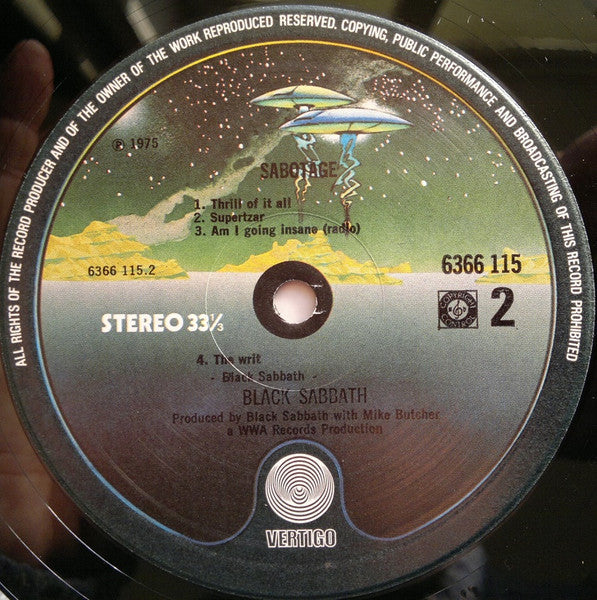 ALL RIGHTS OF THE RECORD PRODUCER AND OF THE OWNER OF THE WORK REPRODUCED RESERVED. COPYING, PUBLIC PERFORMANCE AND BROADCASTING OF THIS RECORD PROHIBITED
℗ 1975
SABOTAGE
1. Thrill of it all
2. Supertzar
3. Am I going insane (radio)
6366 115.2
6366 115
STEREO 33⅓
COPYRIGHT CONTROL
2
4. The writ
- Black Sabbath -
BLACK SABBATH
Produced by Black Sabbath with Mike Butcher
a WWA Records Production
VERTIGO